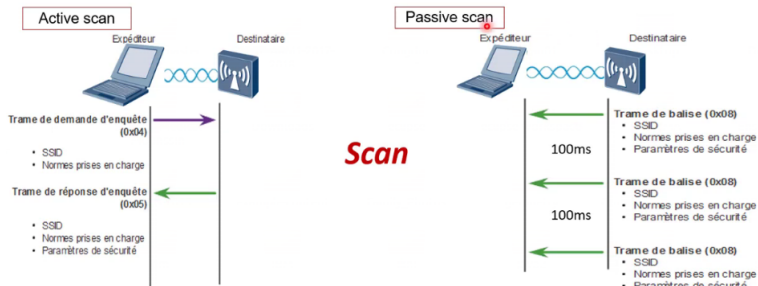 Active scan
Expéditeur
Destinataire
Trame de demande d'enquête
(0x04)
• SSID
• Normes prises en charge
Trame de réponse d'enquête
(0x05)
• SSID
• Normes prises en charge
• Paramètres de sécurité
Scan
Passive scan
Expéditeur
Destinataire
Trame de balise (0x08)
• SSID
• Normes prises en charge
• Paramètres de sécurité
100ms
Trame de balise (0x08)
• SSID
• Normes prises en charge
• Paramètres de sécurité
100ms
Trame de balise (0x08)
• SSID
• Normes prises en charge
• Paramètres de sécurité